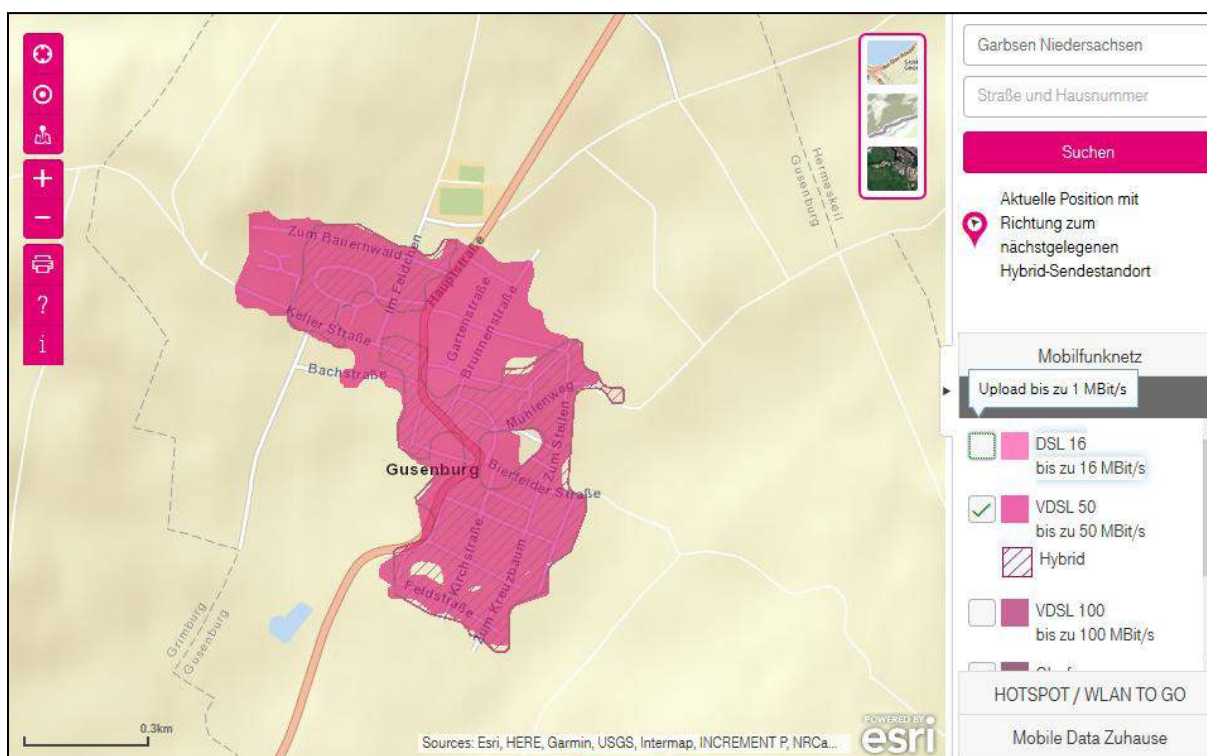 Zum Bauernwald
Im Feldchen
Hauptstraße
Gartenstraße
Brunnenstraße
Keller Straße
Bachstraße
Mühlenweg
Zum Steilen
Gusenburg
Bierfelder Straße
Kirchstraße
Feldstraße
Zum Kreuzbaum
Hermeskeil
Gusenburg
Grimburg
Gusenburg
0.3km
Sources: Esri, HERE, Garmin, USGS, Intermap, INCREMENT P, NRCa...
POWERED BY
esri
?
i
Garbsen Niedersachsen
Straße und Hausnummer
Suchen
Aktuelle Position mit
Richtung zum
nächstgelegenen
Hybrid-Sendestandort
Mobilfunknetz
Upload bis zu 1 MBit/s
DSL 16
bis zu 16 MBit/s
VDSL 50
bis zu 50 MBit/s
Hybrid
VDSL 100
bis zu 100 MBit/s
HOTSPOT / WLAN TO GO
Mobile Data Zuhause